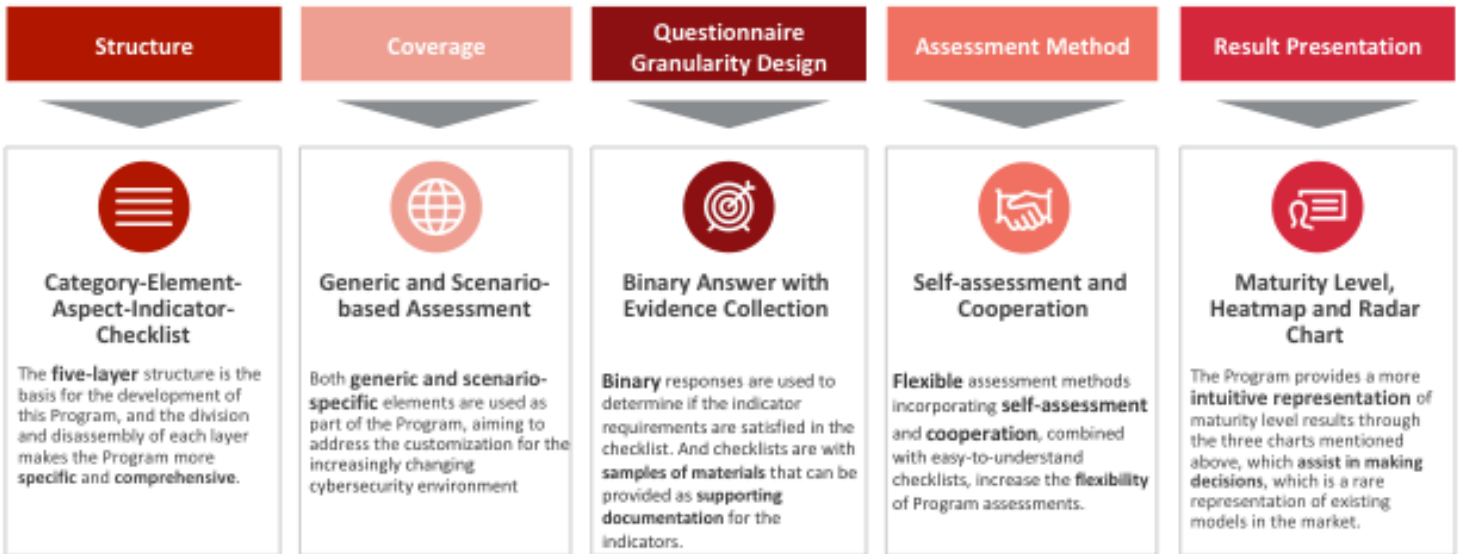 Structure
Coverage
Questionnaire
Granularity Design
Assessment Method
Result Presentation
Category-Element-
Aspect-Indicator-
Checklist
The five-layer structure is the
basis for the development of
this Program, and the division
and disassembly of each layer
makes the Program more
specific and comprehensive.
Generic and Scenario-
based Assessment
Both generic and scenario-
specific elements are used as
part of the Program, aiming to
address the customization for the
increasingly changing
cybersecurity environment
Binary Answer with
Evidence Collection
Binary responses are used to
determine if the indicator
requirements are satisfied in the
checklist. And checklists are with
samples of materials that can be
provided as supporting
documentation for the
indicators.
Self-assessment and
Cooperation
Flexible assessment methods
incorporating self-assessment
and cooperation, combined
with easy-to-understand
checklists, increase the flexibility
of Program assessments.
Maturity Level,
Heatmap and Radar
Chart
The Program provides a more
intuitive representation of
maturity level results through
the three charts mentioned
above, which assist in making
decisions, which is a rare
representation of existing
models in the market.